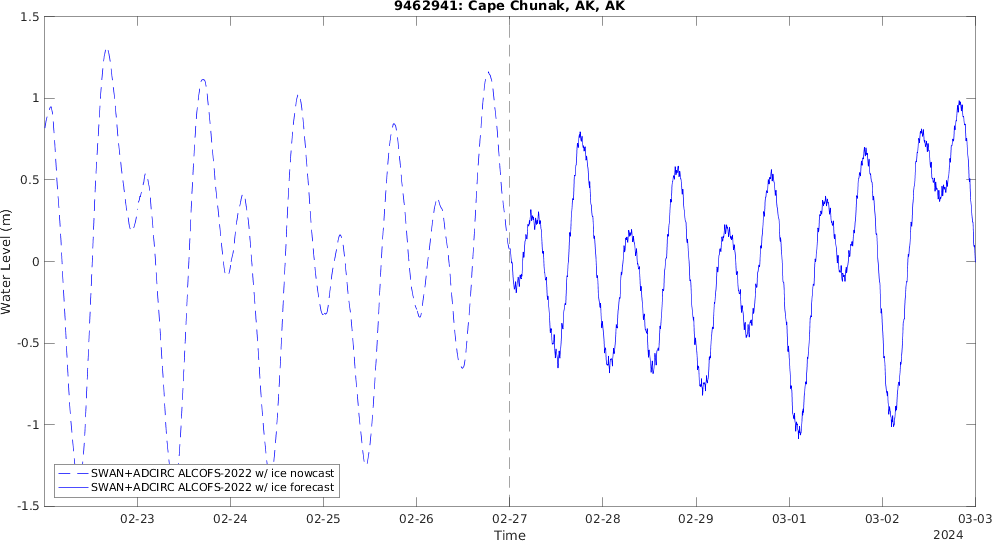 9462941: Cape Chunak, AK, AK
Water Level (m)
1.5
1
0.5
0
-0.5
-1
-1.5
SWAN+ADCIRC ALCOFS-2022 w/ ice nowcast
SWAN+ADCIRC ALCOFS-2022 w/ ice forecast
02-23 02-24 02-25 02-26 02-27 02-28 02-29 03-01 03-02 03-03
Time
2024